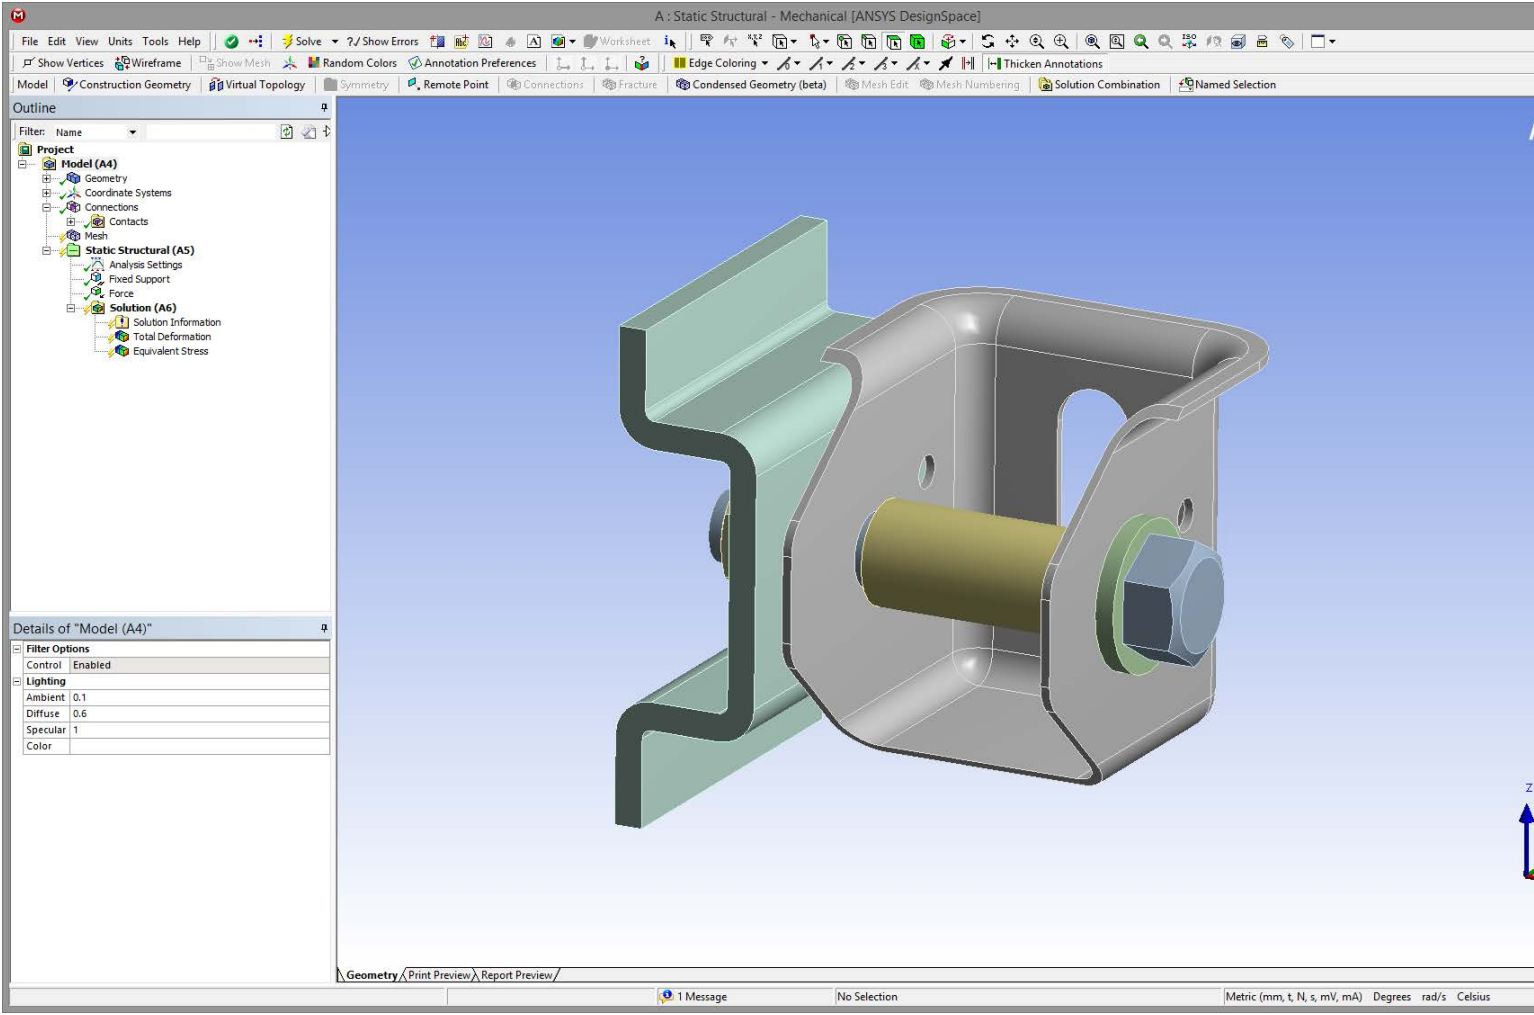 A : Static Structural - Mechanical [ANSYS DesignSpace]
File Edit View Units Tools Help Solve ?✓ Show Errors Worksheet
Show Vertices Wireframe Show Mesh Random Colors Annotation Preferences Edge Coloring Thicken Annotations
Model Construction Geometry Virtual Topology Symmetry Remote Point Connections Fracture Condensed Geometry (beta) Mesh Edit Mesh Numbering Solution Combination Named Selection
Outline
Filter: Name
Project
Model (A4)
Geometry
Coordinate Systems
Connections
Contacts
Mesh
Static Structural (A5)
Analysis Settings
Fixed Support
Force
Solution (A6)
Solution Information
Total Deformation
Equivalent Stress
Details of "Model (A4)"
Filter Options
Control Enabled
Lighting
Ambient 0.1
Diffuse 0.6
Specular 1
Color
Z
Geometry Print Preview Report Preview
1 Message No Selection Metric (mm, t, N, s, mV, mA) Degrees rad/s Celsius